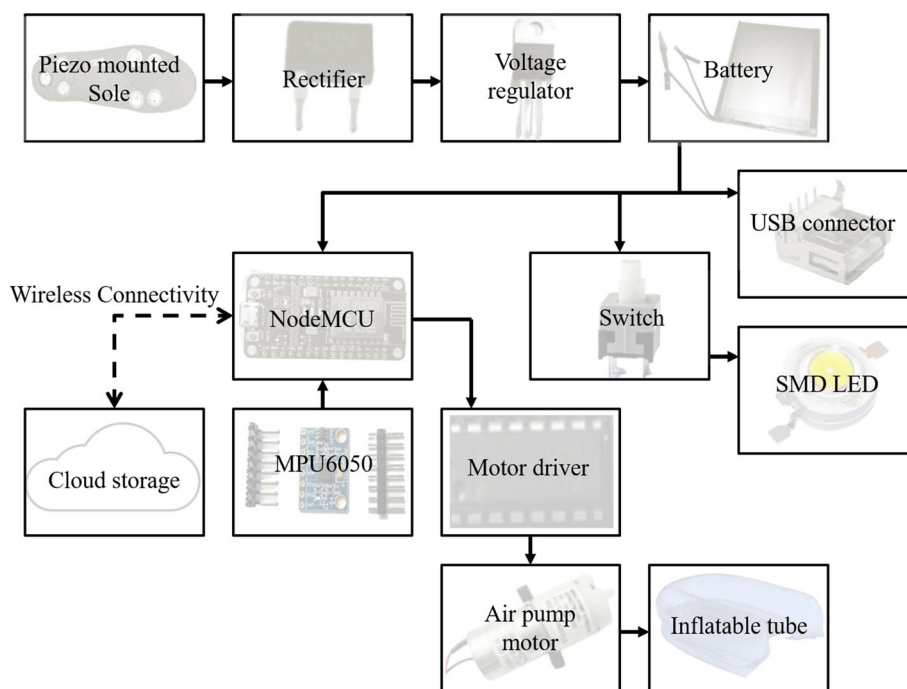 Piezo mounted
Sole
Rectifier
Voltage
regulator
Battery
USB connector
Wireless Connectivity
NodeMCU
Switch
SMD LED
Cloud storage
MPU6050
Motor driver
Air pump
motor
Inflatable tube